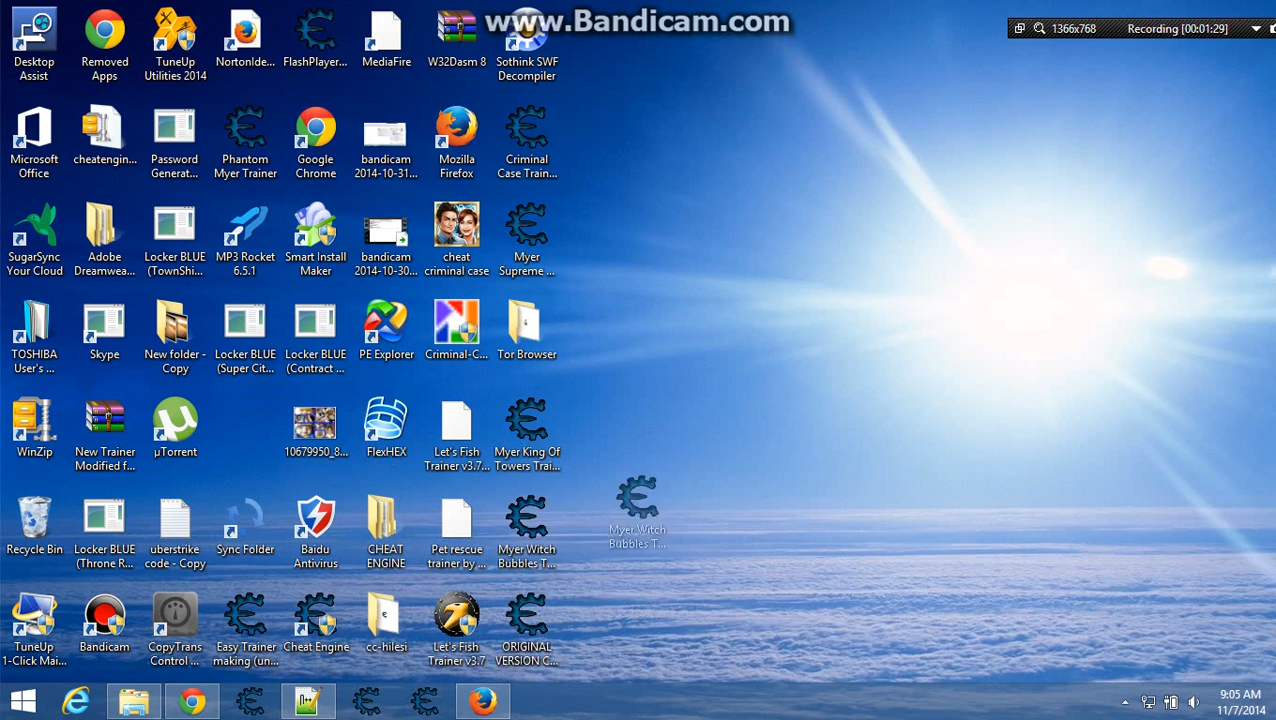 www.Bandicam.com
1366x768
Recording [00:01:29]
Desktop
Assist
Removed
Apps
TuneUp
Utilities 2014
NortonIde...
FlashPlayer...
MediaFire
W32Dasm 8
Sothink SWF
Decompiler
Microsoft
Office
cheatengin...
Password
Generat...
Phantom
Myer Trainer
Google
Chrome
bandicam
2014-10-31...
Mozilla
Firefox
Criminal
Case Train...
SugarSync
Your Cloud
Adobe
Dreamwea...
Locker BLUE
(TownShi...
MP3 Rocket
6.5.1
Smart Install
Maker
bandicam
2014-10-30...
cheat
criminal case
Myer
Supreme ...
TOSHIBA
User's ...
Skype
New folder -
Copy
Locker BLUE
(Super Cit...
Locker BLUE
(Contract ...
PE Explorer
Criminal-C...
Tor Browser
WinZip
New Trainer
Modified f...
µTorrent
10679950_8...
FlexHEX
Let's Fish
Trainer v3.7...
Myer King Of
Towers Trai...
Recycle Bin
Locker BLUE
(Throne R...
uberstrike
code - Copy
Sync Folder
Baidu
Antivirus
CHEAT
ENGINE
Pet rescue
trainer by ...
Myer Witch
Bubbles T...
Myer Witch
Bubbles T...
TuneUp
1-Click Mai...
Bandicam
CopyTrans
Control ...
Easy Trainer
making (un...
Cheat Engine
cc-hilesi
Let's Fish
Trainer v3.7
ORIGINAL
VERSION C...
9:05 AM
11/7/2014